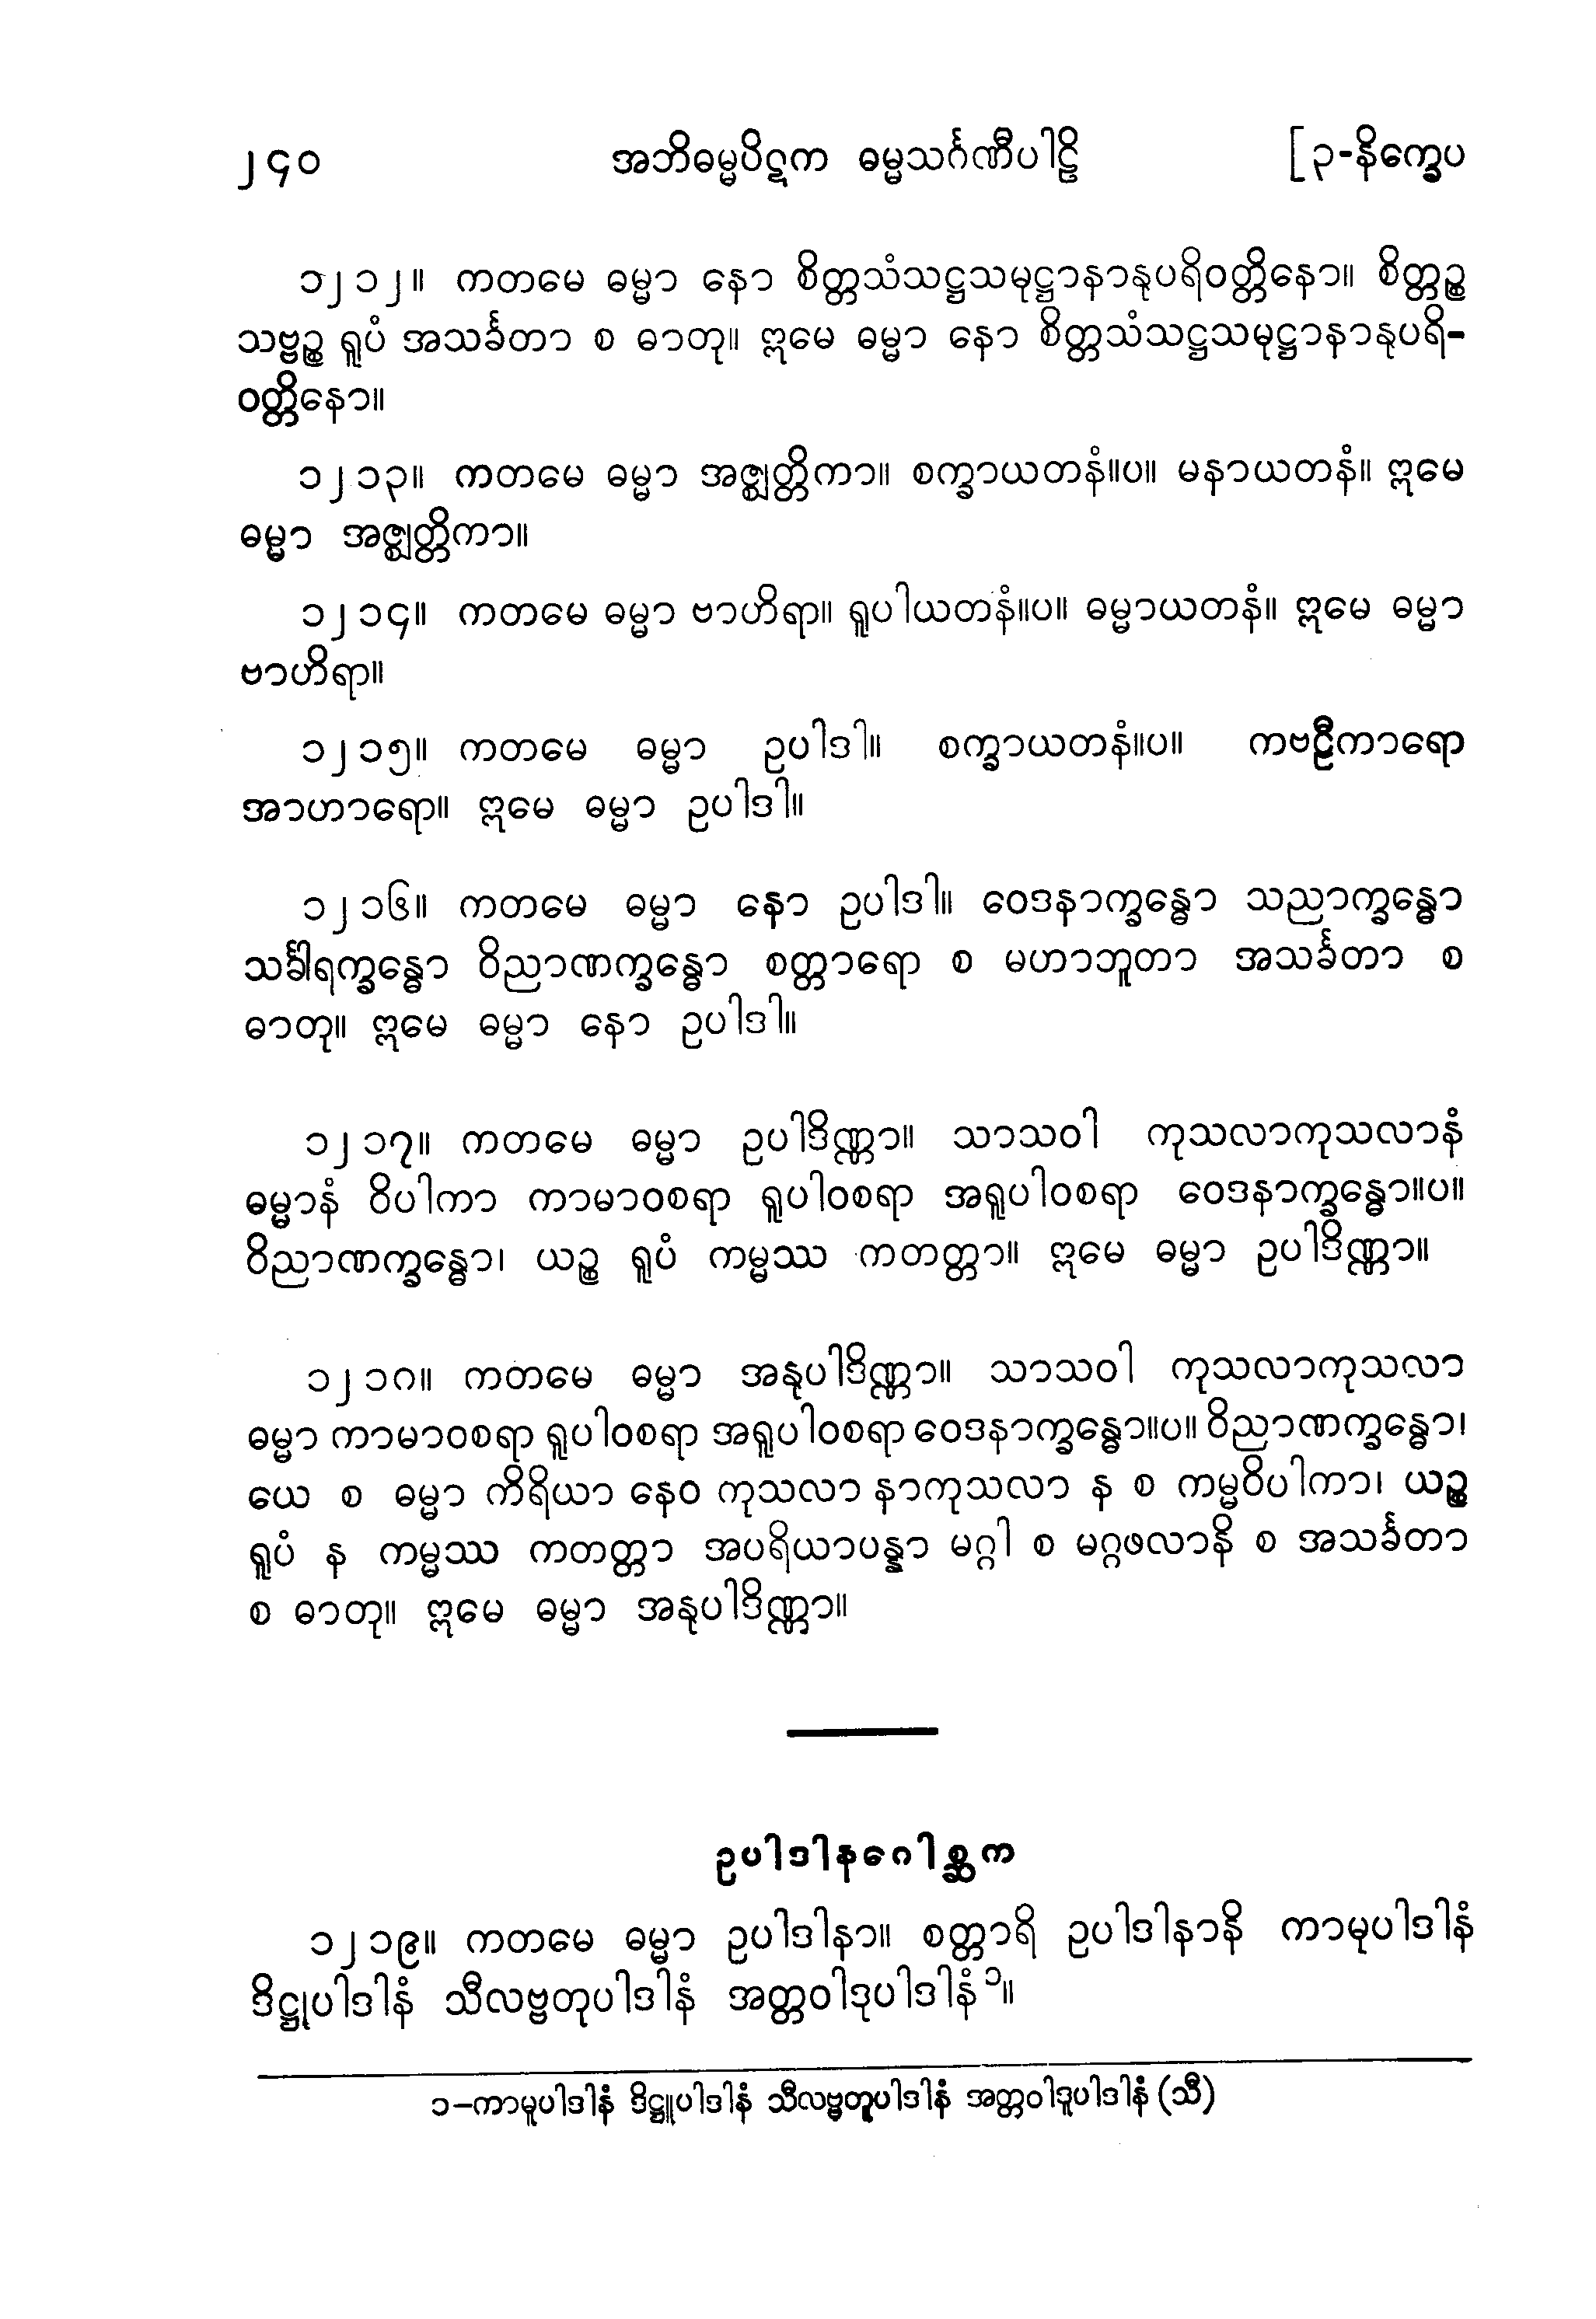 ၂၄၀ အဘိဓမ္မပိဋက ဓမ္မသင်္ဂဏီပါဠိ [၃-နိက္ခေပ
၁၂၁၂။ ကတမေ ဓမ္မာ နော စိတ္တသံသဋ္ဌသမုဋ္ဌာနာနုပရိဝတ္တိနော။ စိတ္တဉ္စ
သဗ္ဗဉ္စ ရူပံ အသင်္ခတာ စ ဓာတု။ ဣမေ ဓမ္မာ နော စိတ္တသံသဋ္ဌသမုဋ္ဌာနာနုပရိ-
ဝတ္တိနော။
၁၂၁၃။ ကတမေ ဓမ္မာ အဇ္ဈတ္တိကာ။ စက္ခာယတနံ။ပ။ မနာယတနံ။ ဣမေ
ဓမ္မာ အဇ္ဈတ္တိကာ။
၁၂၁၄။ ကတမေ ဓမ္မာ ဗာဟိရာ။ ရူပါယတနံ။ပ။ ဓမ္မာယတနံ။ ဣမေ ဓမ္မာ
ဗာဟိရာ။
၁၂၁၅။ ကတမေ ဓမ္မာ ဥပါဒါ။ စက္ခာယတနံ။ပ။ ကဗဠီကာရော
အာဟာရော။ ဣမေ ဓမ္မာ ဥပါဒါ။
၁၂၁၆။ ကတမေ ဓမ္မာ နော ဥပါဒါ။ ဝေဒနာက္ခန္ဓော သညာက္ခန္ဓော
သင်္ခါရက္ခန္ဓော ဝိညာဏက္ခန္ဓော စတ္တာရော စ မဟာဘူတာ အသင်္ခတာ စ
ဓာတု။ ဣမေ ဓမ္မာ နော ဥပါဒါ။
၁၂၁၇။ ကတမေ ဓမ္မာ ဥပါဒိဏ္ဏာ။ သာသဝါ ကုသလာကုသလာနံ
ဓမ္မာနံ ဝိပါကာ ကာမာဝစရာ ရူပါဝစရာ အရူပါဝစရာ ဝေဒနာက္ခန္ဓော။ပ။
ဝိညာဏက္ခန္ဓော၊ ယဉ္စ ရူပံ ကမ္မဿ ကတတ္တာ။ ဣမေ ဓမ္မာ ဥပါဒိဏ္ဏာ။
၁၂၁၈။ ကတမေ ဓမ္မာ အနုပါဒိဏ္ဏာ။ သာသဝါ ကုသလာကုသလာ
ဓမ္မာ ကာမာဝစရာ ရူပါဝစရာ အရူပါဝစရာ ဝေဒနာက္ခန္ဓော။ပ။ ဝိညာဏက္ခန္ဓော၊
ယေ စ ဓမ္မာ ကိရိယာ နေဝ ကုသလာ နာကုသလာ န စ ကမ္မဝိပါကာ၊ ယဉ္စ
ရူပံ န ကမ္မဿ ကတတ္တာ အပရိယာပန္နာ မဂ္ဂါ စ မဂ္ဂဖလာနိ စ အသင်္ခတာ
စ ဓာတု။ ဣမေ ဓမ္မာ အနုပါဒိဏ္ဏာ။
ဥပါဒါနဂေါစ္ဆက
၁၂၁၉။ ကတမေ ဓမ္မာ ဥပါဒါနာ။ စတ္တာရိ ဥပါဒါနာနိ ကာမုပါဒါနံ
ဒိဋ္ဌုပါဒါနံ သီလဗ္ဗတုပါဒါနံ အတ္တဝါဒုပါဒါနံ ၁။
၁-ကာမူပါဒါနံ ဒိဋ္ဌူပါဒါနံ သီလဗ္ဗတူပါဒါနံ အတ္တဝါဒူပါဒါနံ (သီ)